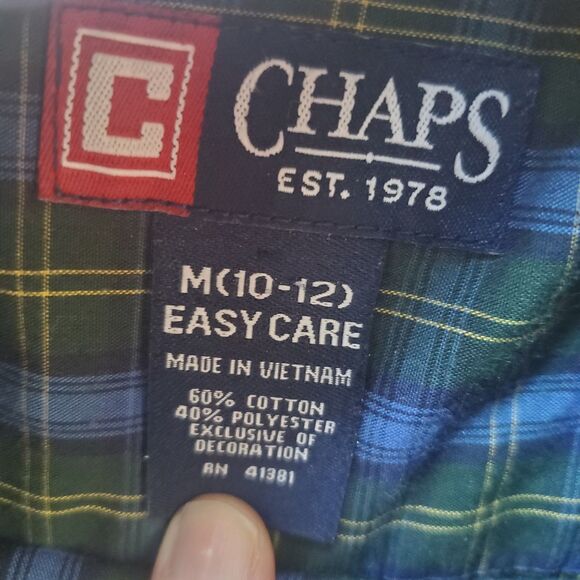 C
CHAPS
EST. 1978
M(10-12)
EASY CARE
MADE IN VIETNAM
60% COTTON
40% POLYESTER
EXCLUSIVE OF
DECORATION
RN 41381